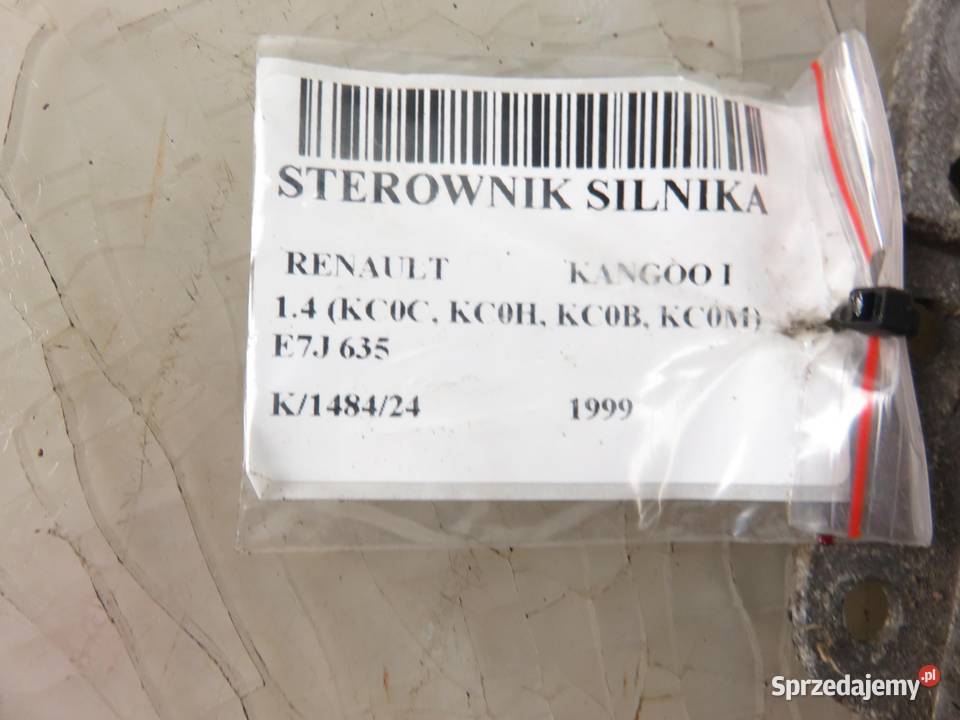 STEROWNIK SILNIKA
RENAULT KANGOO I
1.4 (KC0C, KC0H, KC0B, KC0M)
E7J 635
K/1484/24 1999
Sprzedajemy.pl